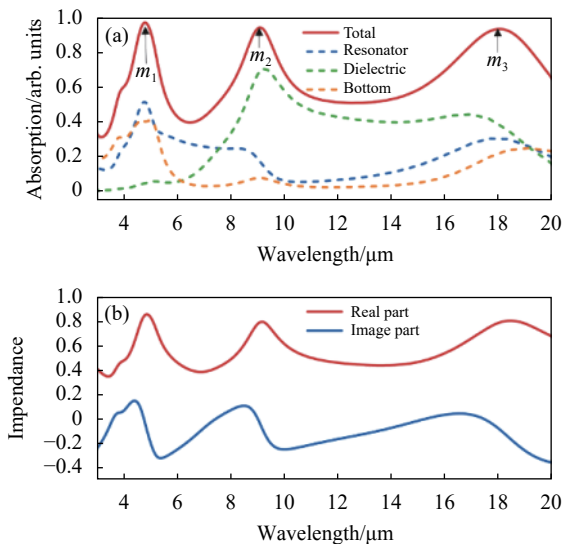 (a)
Total
Resonator
Dielectric
Bottom
m1
m2
m3
Absorption/arb. units
1.0
0.8
0.6
0.4
0.2
0
4 6 8 10 12 14 16 18 20
Wavelength/μm
(b)
Real part
Image part
Impendance
1.0
0.8
0.6
0.4
0.2
0
−0.2
−0.4
4 6 8 10 12 14 16 18 20
Wavelength/μm